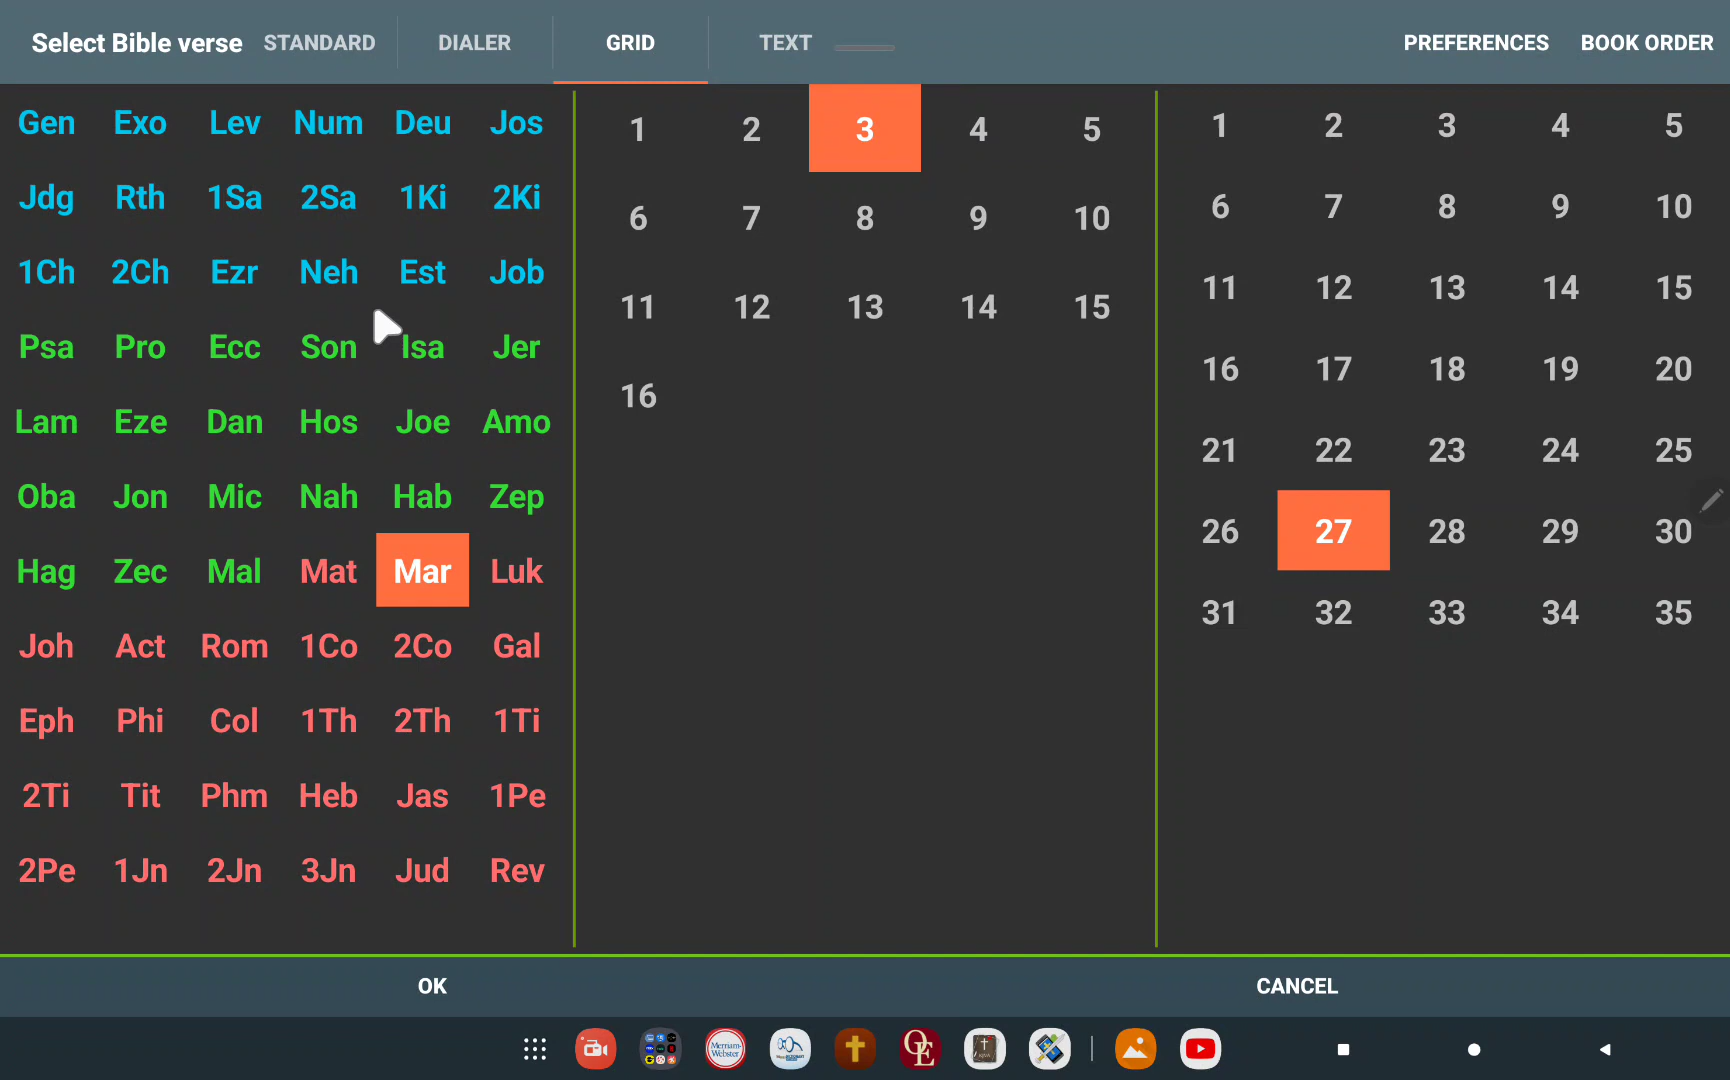 Select Bible verse STANDARD DIALER GRID TEXT PREFERENCES BOOK ORDER
Gen Exo Lev Num Deu Jos
Jdg Rth 1Sa 2Sa 1Ki 2Ki
1Ch 2Ch Ezr Neh Est Job
Psa Pro Ecc Son Isa Jer
Lam Eze Dan Hos Joe Amo
Oba Jon Mic Nah Hab Zep
Hag Zec Mal Mat Mar Luk
Joh Act Rom 1Co 2Co Gal
Eph Phi Col 1Th 2Th 1Ti
2Ti Tit Phm Heb Jas 1Pe
2Pe 1Jn 2Jn 3Jn Jud Rev
1 2 3 4 5
6 7 8 9 10
11 12 13 14 15
16
1 2 3 4 5
6 7 8 9 10
11 12 13 14 15
16 17 18 19 20
21 22 23 24 25
26 27 28 29 30
31 32 33 34 35
OK CANCEL
Merriam-
Webster
OE